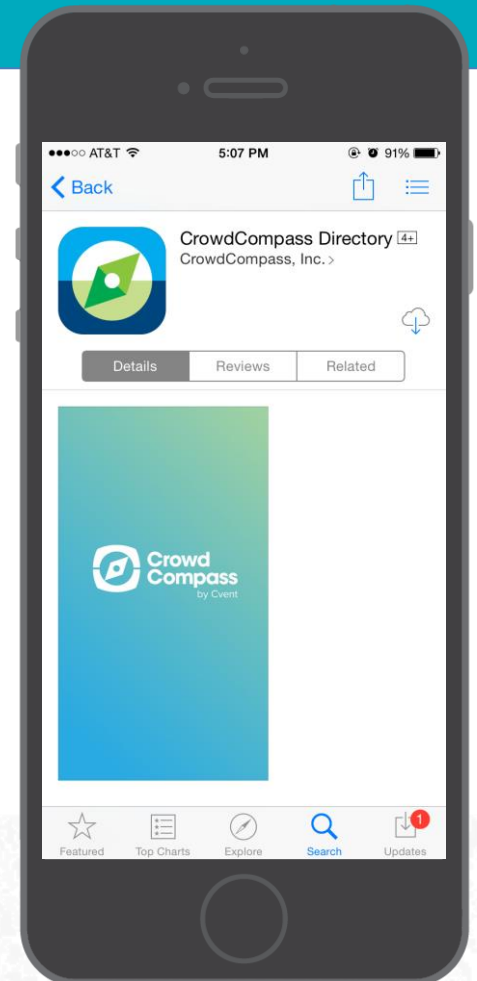 ●●●○○ AT&T 5:07 PM 91%
Back
CrowdCompass Directory 4+
CrowdCompass, Inc. >
Details Reviews Related
Crowd
Compass
by Cvent
1
Featured Top Charts Explore Search Updates